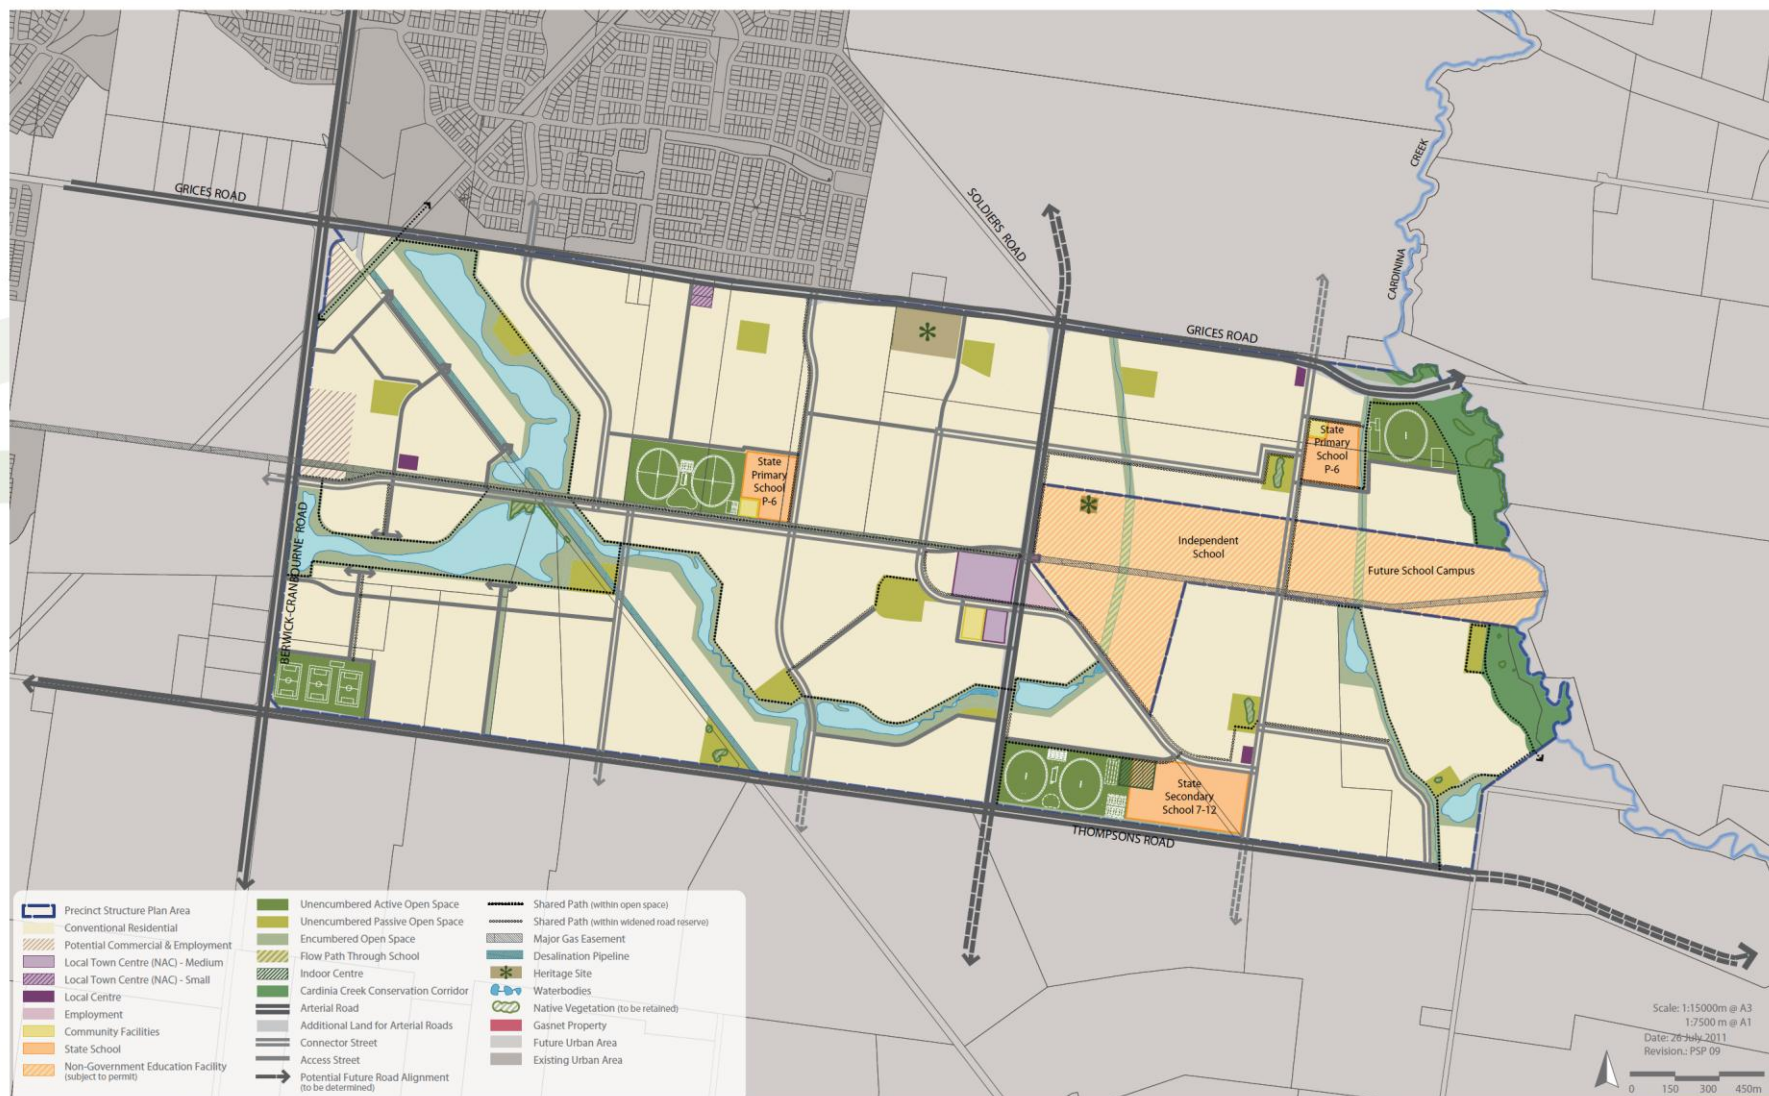 GRICES ROAD
SOLDIERS ROAD
CREEK
CARDINIA
GRICES ROAD
State
Primary
School
P-6
State
Primary
School
P-6
Independent
School
Future School Campus
BERWICK-CRANBOURNE ROAD
State
Secondary
School 7-12
THOMPSONS ROAD
Precinct Structure Plan Area
Conventional Residential
Potential Commercial & Employment
Local Town Centre (NAC) - Medium
Local Town Centre (NAC) - Small
Local Centre
Employment
Community Facilities
State School
Non-Government Education Facility
(subject to permit)
Unencumbered Active Open Space
Unencumbered Passive Open Space
Encumbered Open Space
Flow Path Through School
Indoor Centre
Cardinia Creek Conservation Corridor
Arterial Road
Additional Land for Arterial Roads
Connector Street
Access Street
Potential Future Road Alignment
(to be determined)
Shared Path (within open space)
Shared Path (within widened road reserve)
Major Gas Easement
Desalination Pipeline
Heritage Site
Waterbodies
Native Vegetation (to be retained)
Gasnet Property
Future Urban Area
Existing Urban Area
Scale: 1:15000m @ A3
1:7500 m @ A1
Date: 26 July 2011
Revision.: PSP 09
0 150 300 450m